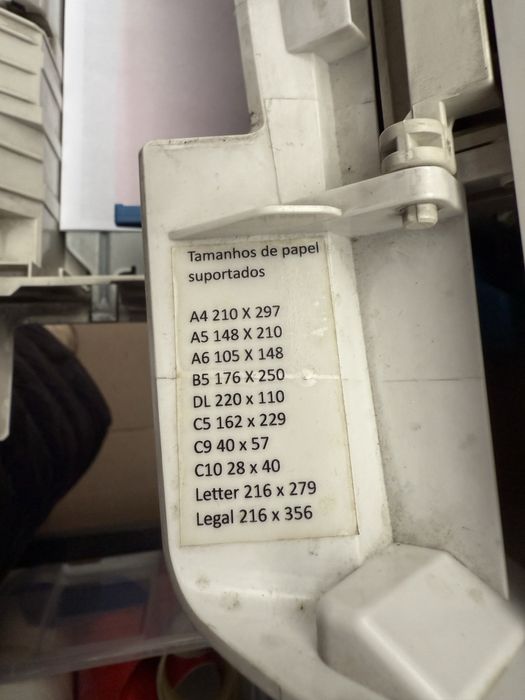 Tamanhos de papel
suportados
A4 210 X 297
A5 148 X 210
A6 105 X 148
B5 176 X 250
DL 220 x 110
C5 162 x 229
C9 40 x 57
C10 28 x 40
Letter 216 x 279
Legal 216 x 356